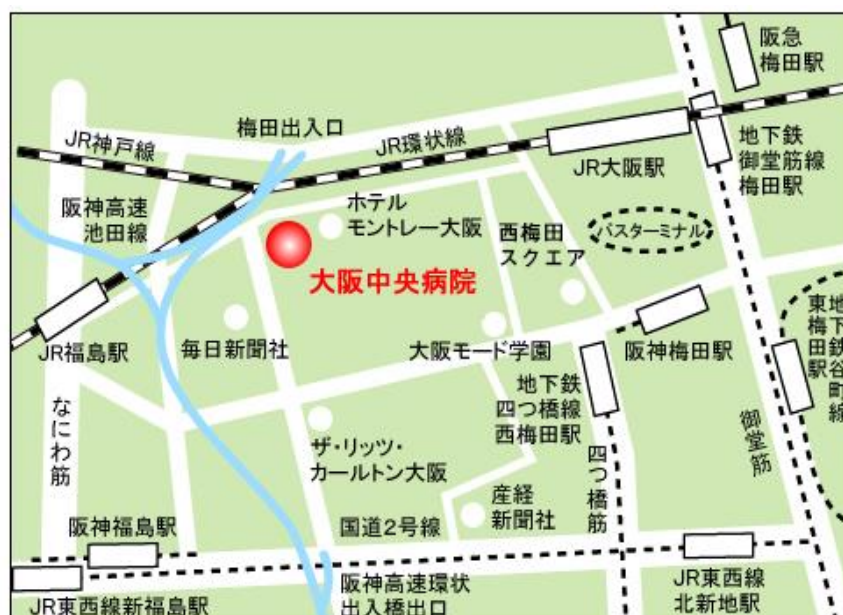 阪急
梅田駅
梅田出入口
JR神戸線
JR環状線
地下鉄
御堂筋線
梅田駅
JR大阪駅
阪神高速
池田線
ホテル
モントレー大阪
西梅田
スクエア
バスターミナル
大阪中央病院
JR福島駅
毎日新聞社
大阪モード学園
阪神梅田駅
地下鉄谷町線
東梅田駅
なにわ筋
地下鉄
四つ橋線
西梅田駅
御堂筋
ザ・リッツ・
カールトン大阪
四つ橋筋
産経
新聞社
阪神福島駅
国道2号線
JR東西線新福島駅
阪神高速環状
出入橋出口
JR東西線
北新地駅